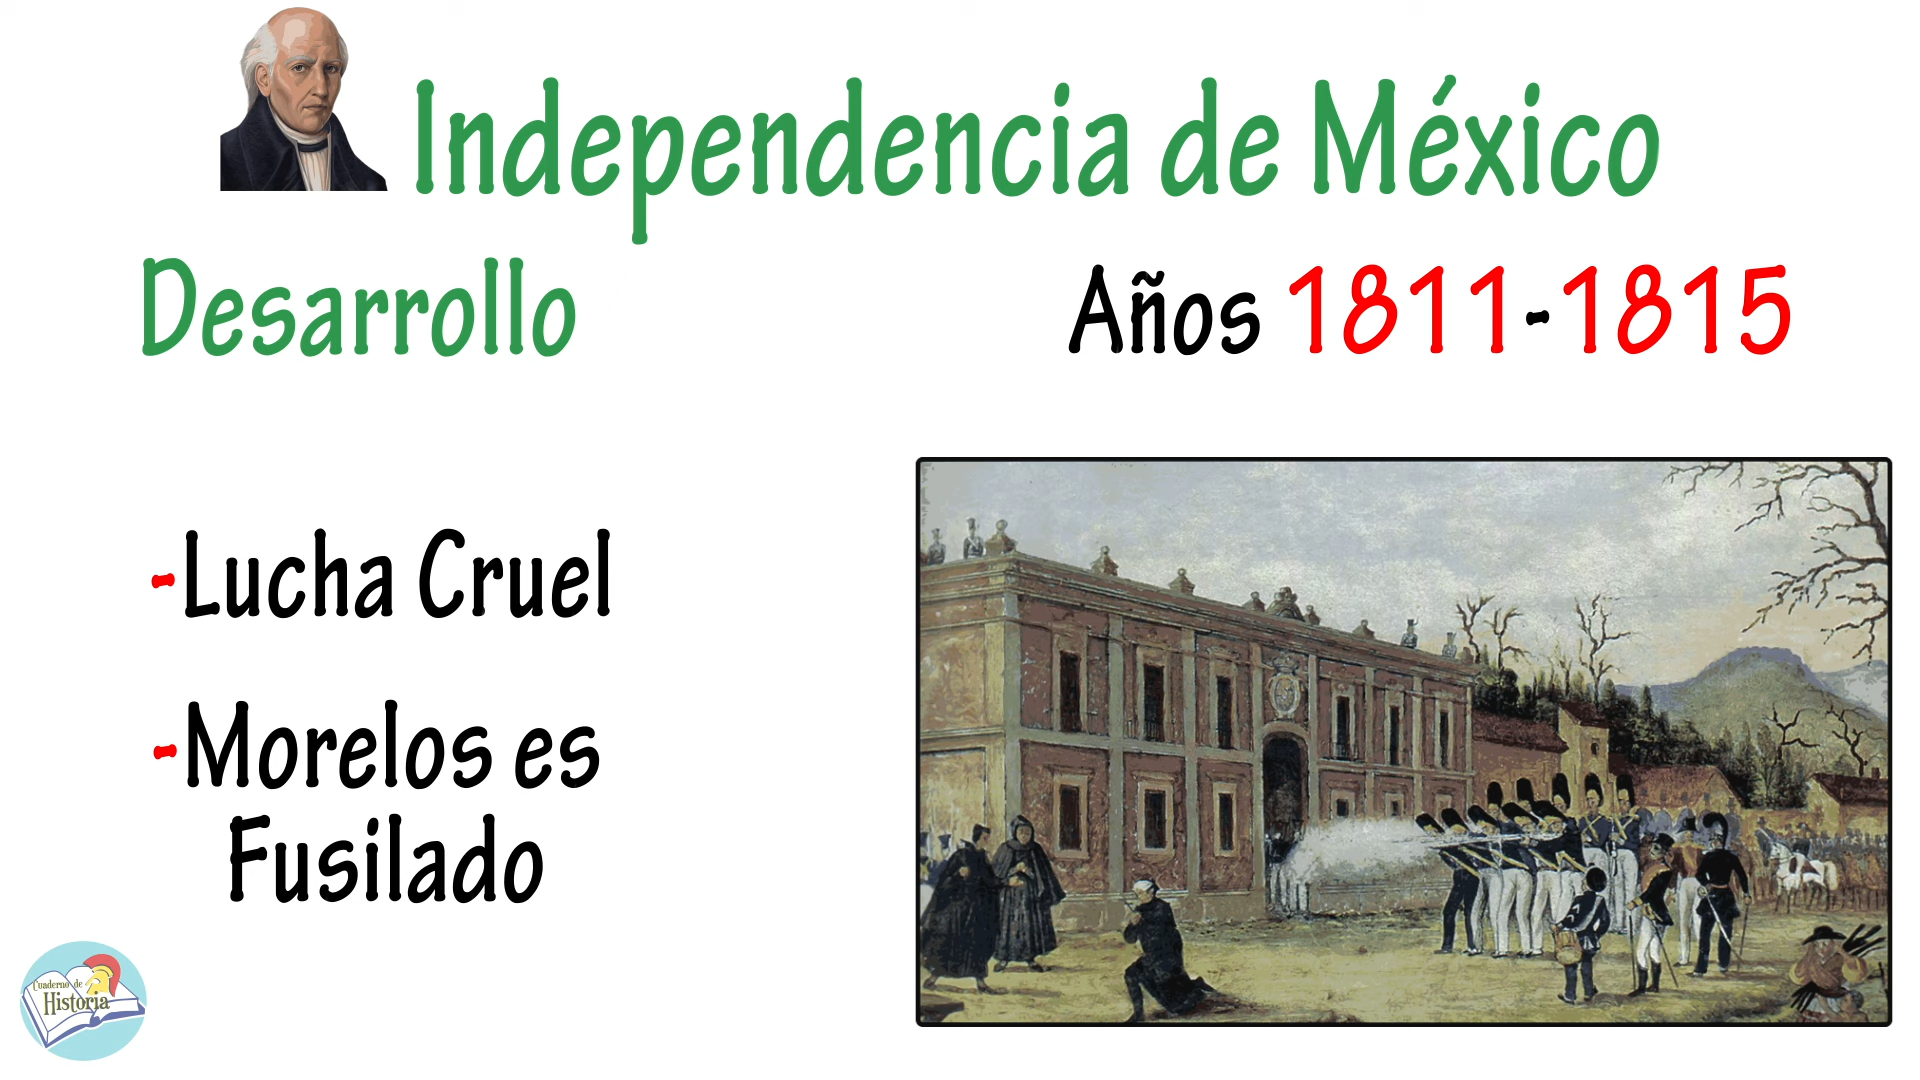 Independencia de México
Desarrollo
Años 1811-1815
-Lucha Cruel
-Morelos es
Fusilado
Cuaderno de
Historia